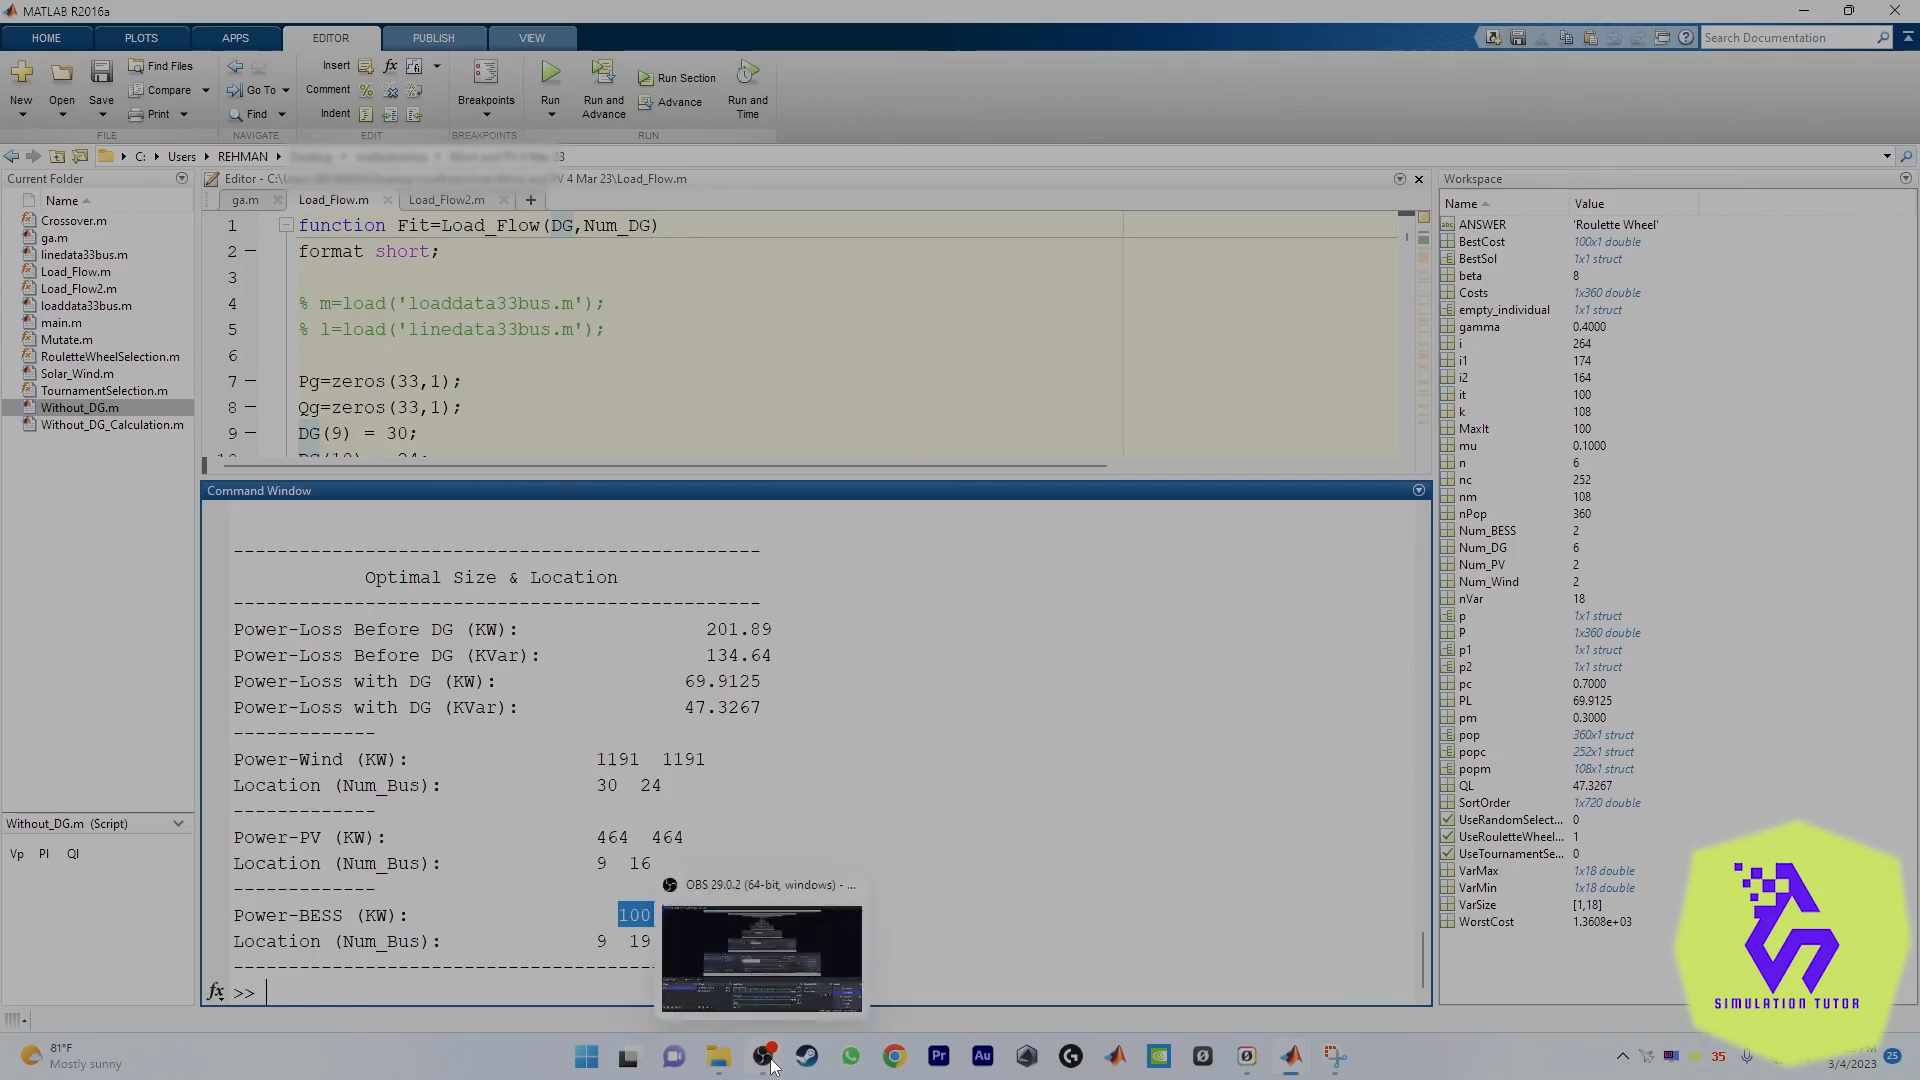 MATLAB R2016a
HOME PLOTS APPS EDITOR PUBLISH VIEW
Search Documentation
New Open Save Find Files Compare Print
Go To Find
Insert Comment Indent
Breakpoints Run Run and Advance Run Section Advance Run and Time
FILE NAVIGATE EDIT BREAKPOINTS RUN
C: Users REHMAN
Current Folder
Name
Crossover.m
ga.m
linedata33bus.m
Load_Flow.m
Load_Flow2.m
loaddata33bus.m
main.m
Mutate.m
RouletteWheelSelection.m
Solar_Wind.m
TournamentSelection.m
Without_DG.m
Without_DG_Calculation.m
Without_DG.m (Script)
Vp Pl Ql
Editor - C:\ PV 4 Mar 23\Load_Flow.m
ga.m Load_Flow.m Load_Flow2.m
1 function Fit=Load_Flow(DG,Num_DG)
2 format short;
3
4 % m=load('loaddata33bus.m');
5 % l=load('linedata33bus.m');
6
7 Pg=zeros(33,1);
8 Qg=zeros(33,1);
9 DG(9) = 30;
Command Window
-------------------------------------------------
Optimal Size & Location
-------------------------------------------------
Power-Loss Before DG (KW): 201.89
Power-Loss Before DG (KVar): 134.64
Power-Loss with DG (KW): 69.9125
Power-Loss with DG (KVar): 47.3267
-------------
Power-Wind (KW): 1191 1191
Location (Num_Bus): 30 24
-------------
Power-PV (KW): 464 464
Location (Num_Bus): 9 16
-------------
Power-BESS (KW): 100
Location (Num_Bus): 9 19
---------------------------------------
fx >>
OBS 29.0.2 (64-bit, windows) - ...
Workspace
Name Value
ANSWER 'Roulette Wheel'
BestCost 100x1 double
BestSol 1x1 struct
beta 8
Costs 1x360 double
empty_individual 1x1 struct
gamma 0.4000
i 264
i1 174
i2 164
it 100
k 108
MaxIt 100
mu 0.1000
n 6
nc 252
nm 108
nPop 360
Num_BESS 2
Num_DG 6
Num_PV 2
Num_Wind 2
nVar 18
p 1x1 struct
P 1x360 double
p1 1x1 struct
p2 1x1 struct
pc 0.7000
PL 69.9125
pm 0.3000
pop 360x1 struct
popc 252x1 struct
popm 108x1 struct
QL 47.3267
SortOrder 1x720 double
UseRandomSelect... 0
UseRouletteWheel... 1
UseTournamentSe... 0
VarMax 1x18 double
VarMin 1x18 double
VarSize [1,18]
WorstCost 1.3608e+03
SIMULATION TUTOR
81°F
Mostly sunny
Pr Au
35
3/4/2023
25